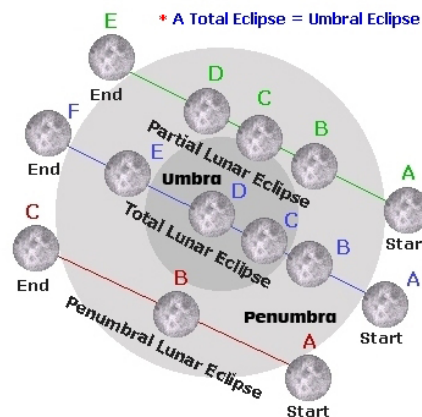 * A Total Eclipse = Umbral Eclipse
E
D
C
B
A
End
Partial Lunar Eclipse
Start
F
E
D
C
B
A
End
Umbra
Total Lunar Eclipse
Start
C
B
A
End
Penumbra
Penumbral Lunar Eclipse
Start